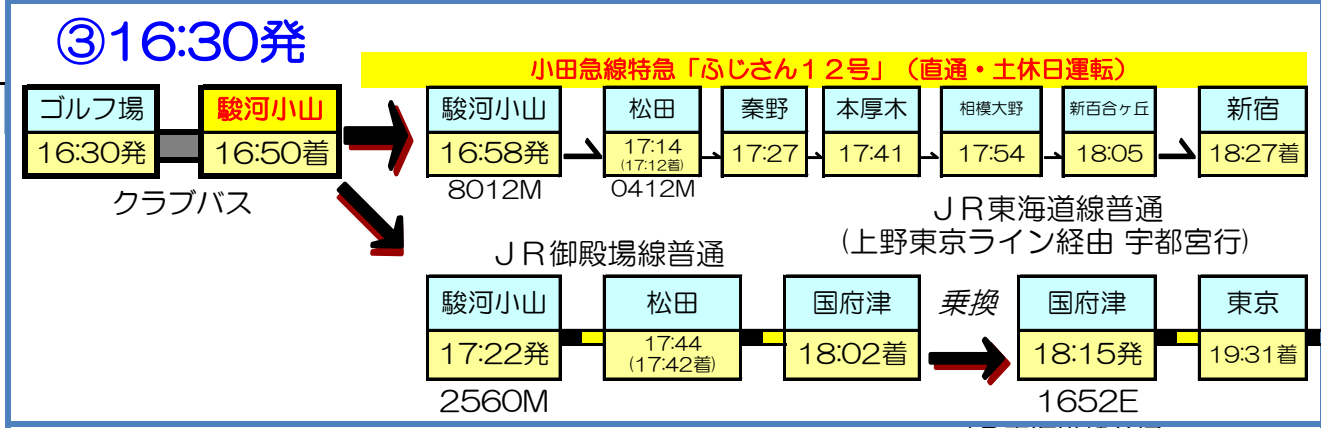 ③16:30発
小田急線特急「ふじさん１２号」（直通・土休日運転）
ゴルフ場 駿河小山
16:30発 16:50着
クラブバス
駿河小山 松田 秦野 本厚木 相模大野 新百合ヶ丘 新宿
16:58発 17:14 (17:12着) 17:27 17:41 17:54 18:05 18:27着
8012M 0412M
ＪＲ東海道線普通
(上野東京ライン経由 宇都宮行)
ＪＲ御殿場線普通
駿河小山 松田 国府津 乗換 国府津 東京
17:22発 17:44 (17:42着) 18:02着 18:15発 19:31着
2560M 1652E